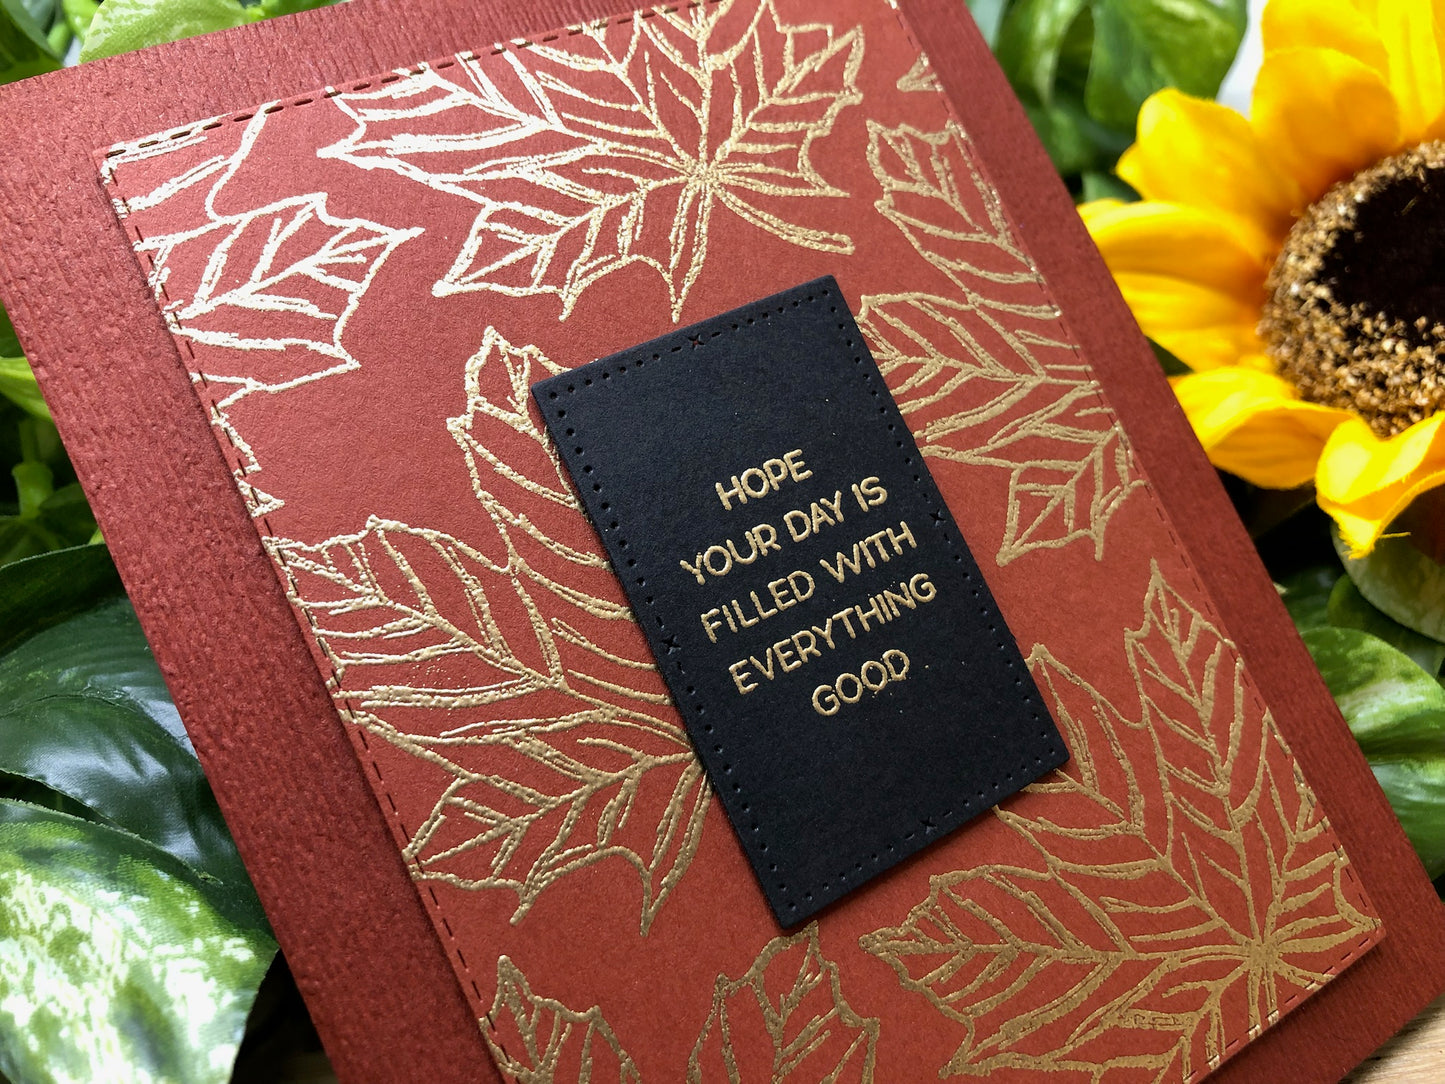 HOPE
YOUR DAY IS
FILLED WITH
EVERYTHING
GOOD